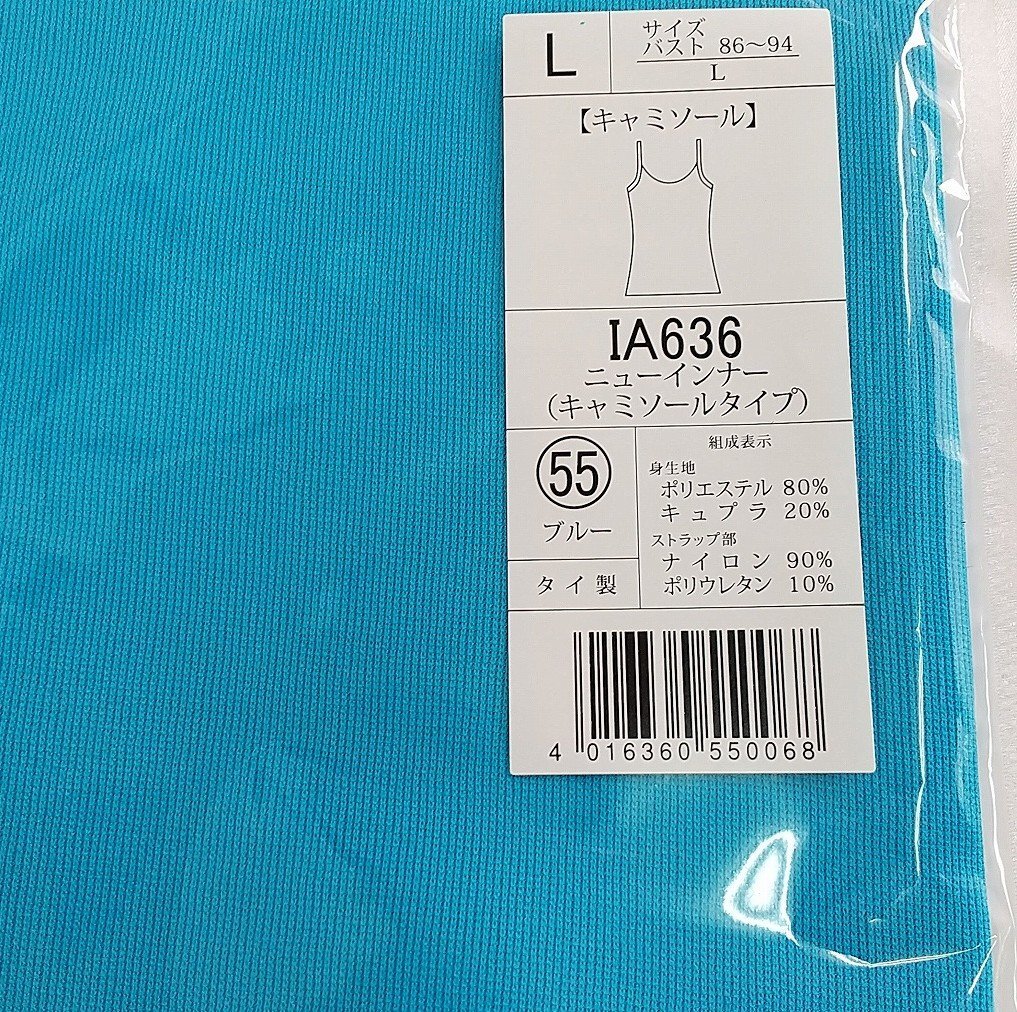 L
サイズ
バスト 86～94
L
【キャミソール】
IA636
ニューインナー
（キャミソールタイプ）
55
ブルー
タイ製
組成表示
身生地
ポリエステル 80%
キュプラ 20%
ストラップ部
ナイロン 90%
ポリウレタン 10%
4 016360 550068